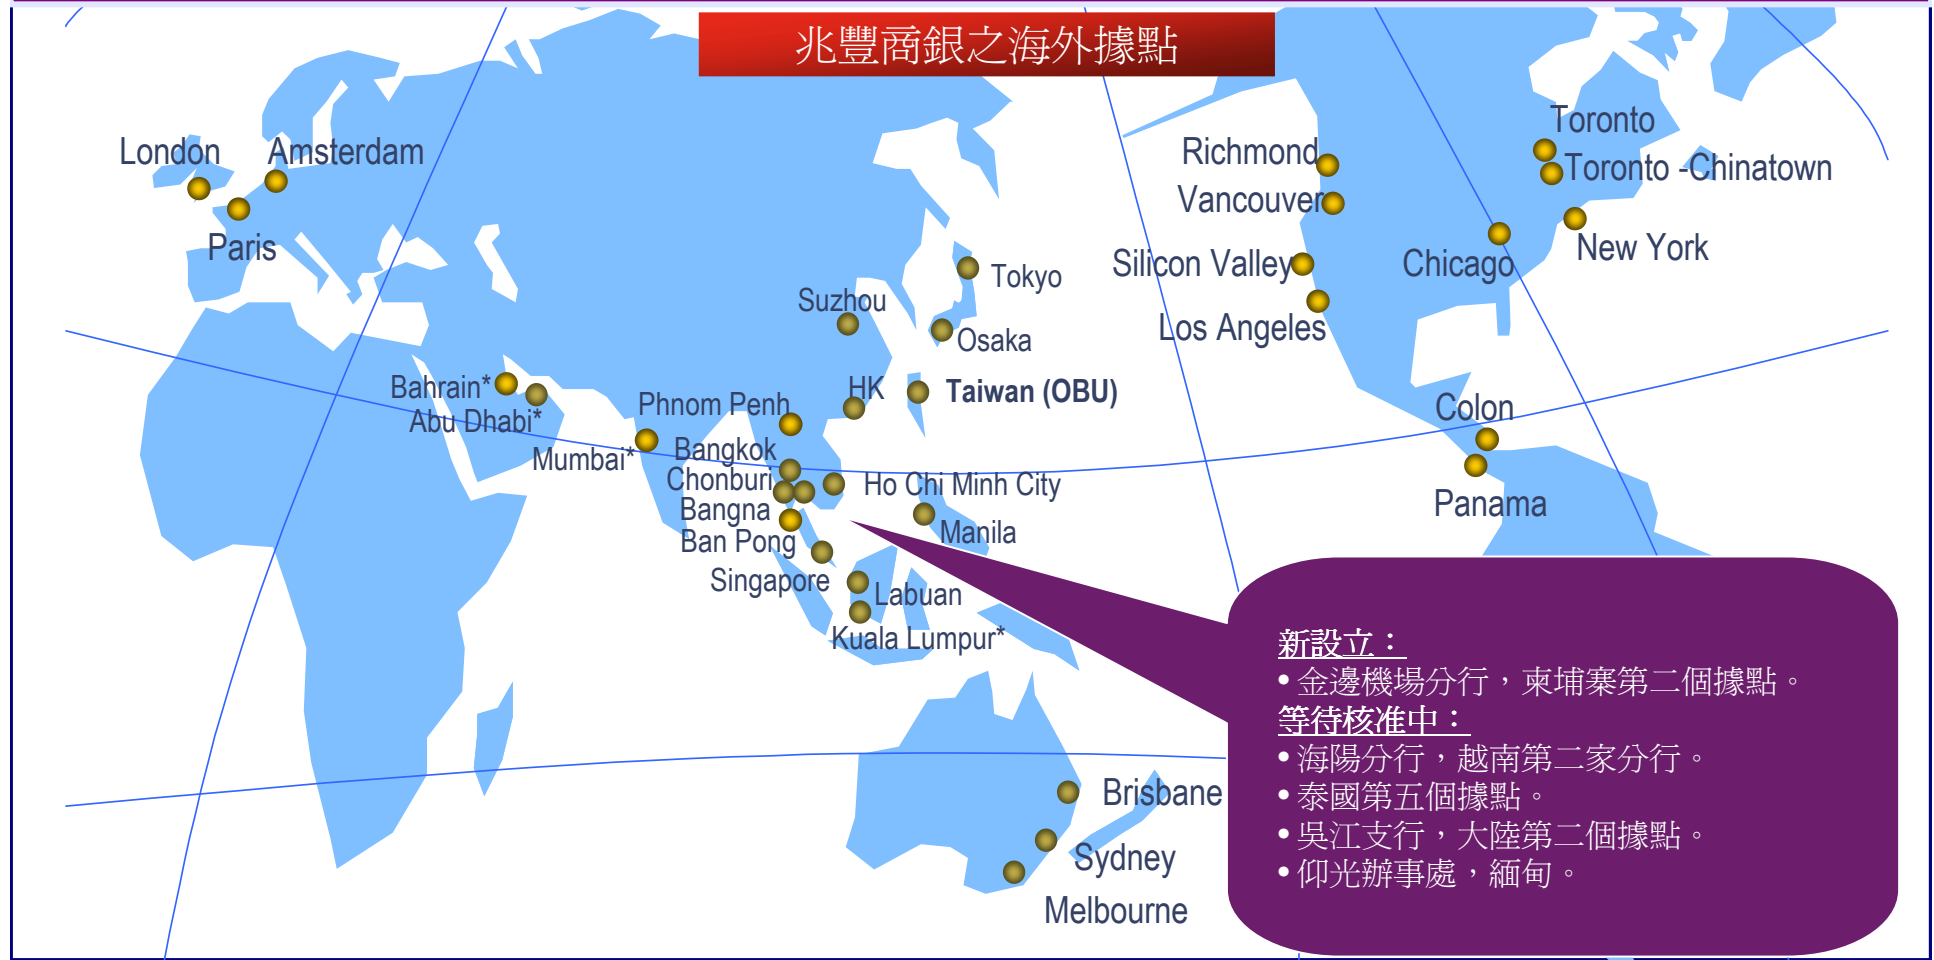 兆豐商銀之海外據點
London
Amsterdam
Paris
Richmond
Vancouver
Silicon Valley
Los Angeles
Toronto
Toronto -Chinatown
Chicago
New York
Tokyo
Suzhou
Osaka
Bahrain*
Abu Dhabi*
Mumbai*
Phnom Penh
HK
Taiwan (OBU)
Bangkok
Chonburi
Bangna
Ban Pong
Ho Chi Minh City
Manila
Singapore
Labuan
Kuala Lumpur*
Colon
Panama
Brisbane
Sydney
Melbourne
新設立：
•金邊機場分行，柬埔寨第二個據點。
等待核准中：
•海陽分行，越南第二家分行。
•泰國第五個據點。
•吳江支行，大陸第二個據點。
•仰光辦事處，緬甸。